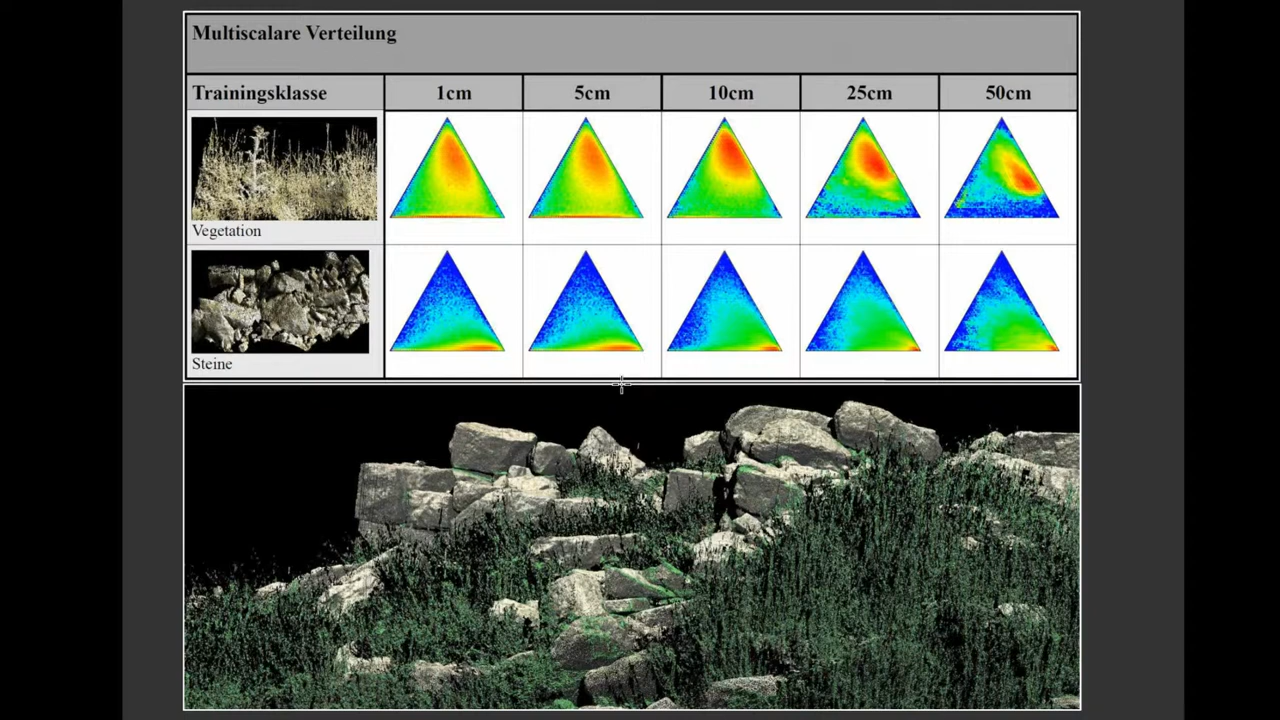 Multiscalare Verteilung
Trainingsklasse 1cm 5cm 10cm 25cm 50cm
Vegetation
Steine